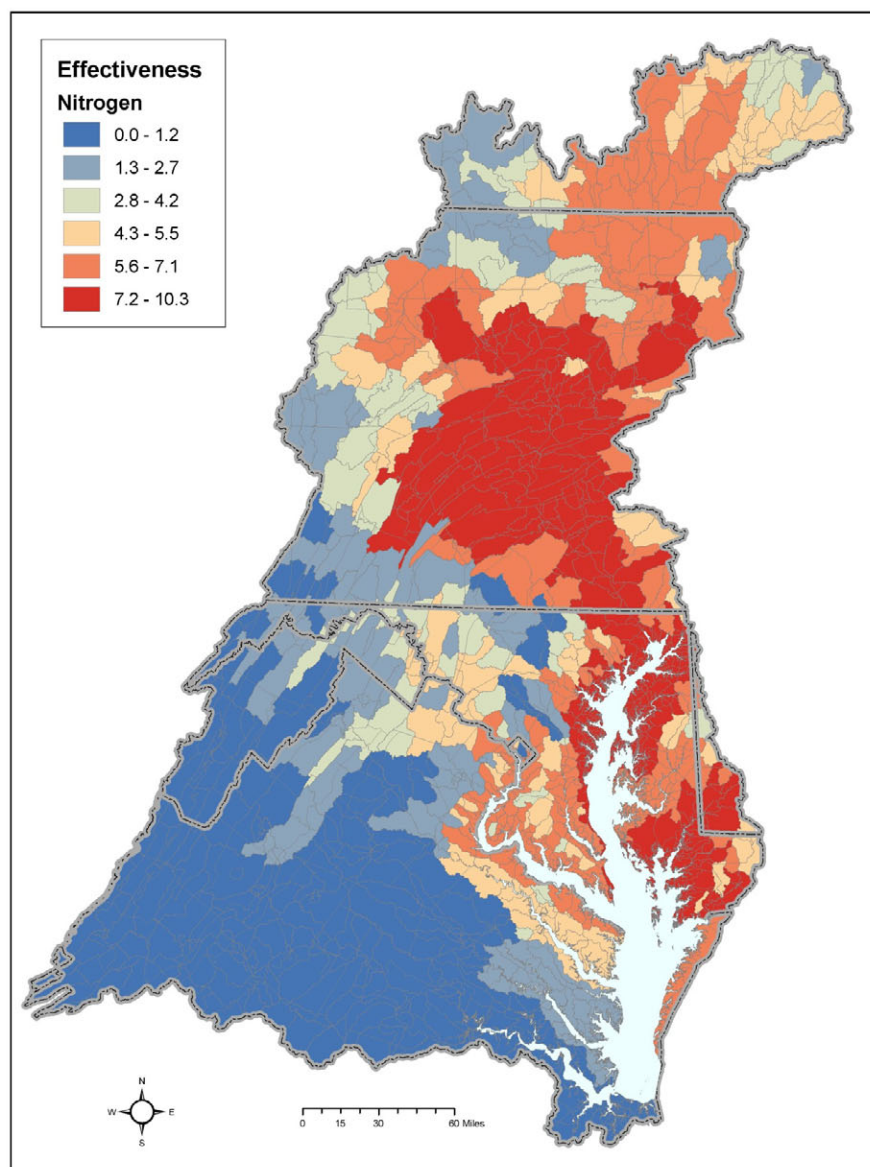 Effectiveness
Nitrogen
0.0 - 1.2
1.3 - 2.7
2.8 - 4.2
4.3 - 5.5
5.6 - 7.1
7.2 - 10.3
N
W E
S
0 15 30 60 Miles